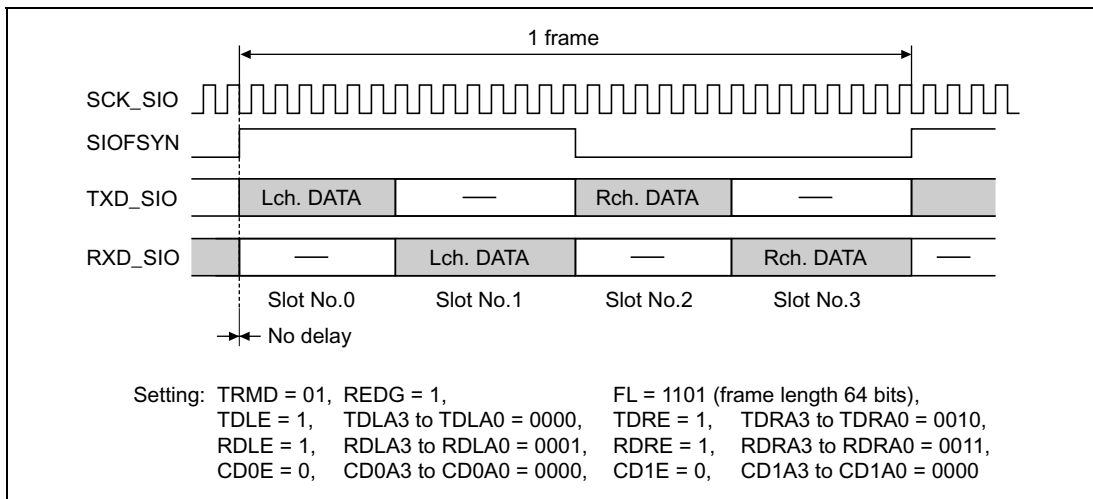 1 frame
SCK_SIO
SIOFSYN
TXD_SIO Lch. DATA — Rch. DATA —
RXD_SIO — Lch. DATA — Rch. DATA —
Slot No.0 Slot No.1 Slot No.2 Slot No.3
No delay
Setting: TRMD = 01, REDG = 1, FL = 1101 (frame length 64 bits),
TDLE = 1, TDLA3 to TDLA0 = 0000, TDRE = 1, TDRA3 to TDRA0 = 0010,
RDLE = 1, RDLA3 to RDLA0 = 0001, RDRE = 1, RDRA3 to RDRA0 = 0011,
CD0E = 0, CD0A3 to CD0A0 = 0000, CD1E = 0, CD1A3 to CD1A0 = 0000